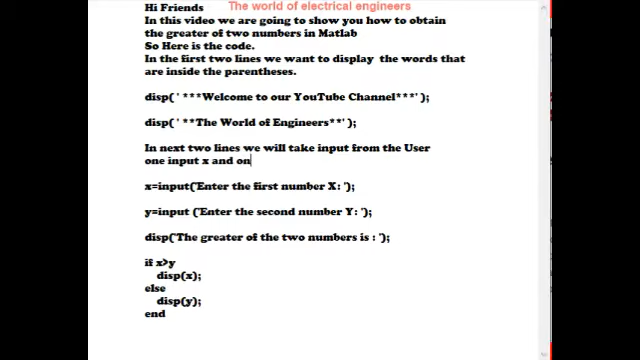 The world of electrical engineers
Hi Friends
In this video we are going to show you how to obtain
the greater of two numbers in Matlab
So Here is the code.
In the first two lines we want to display the words that
are inside the parentheses.
disp( ' ***Welcome to our YouTube Channel***' );
disp( ' **The World of Engineers**' );
In next two lines we will take input from the User
one input x and on
x=input('Enter the first number X: ');
y=input ('Enter the second number Y: ');
disp('The greater of the two numbers is : ');
if x>y
disp(x);
else
disp(y);
end